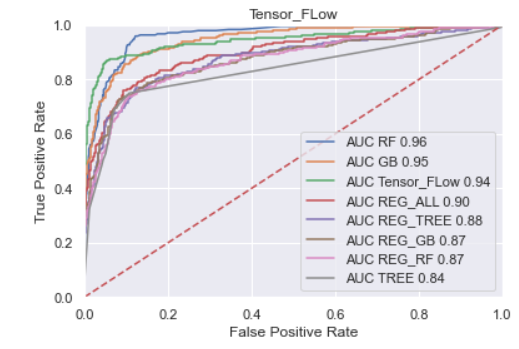 Tensor_FLow
True Positive Rate
1.0
0.8
0.6
0.4
0.2
0.0
AUC RF 0.96
AUC GB 0.95
AUC Tensor_FLow 0.94
AUC REG_ALL 0.90
AUC REG_TREE 0.88
AUC REG_GB 0.87
AUC REG_RF 0.87
AUC TREE 0.84
0.0 0.2 0.4 0.6 0.8 1.0
False Positive Rate